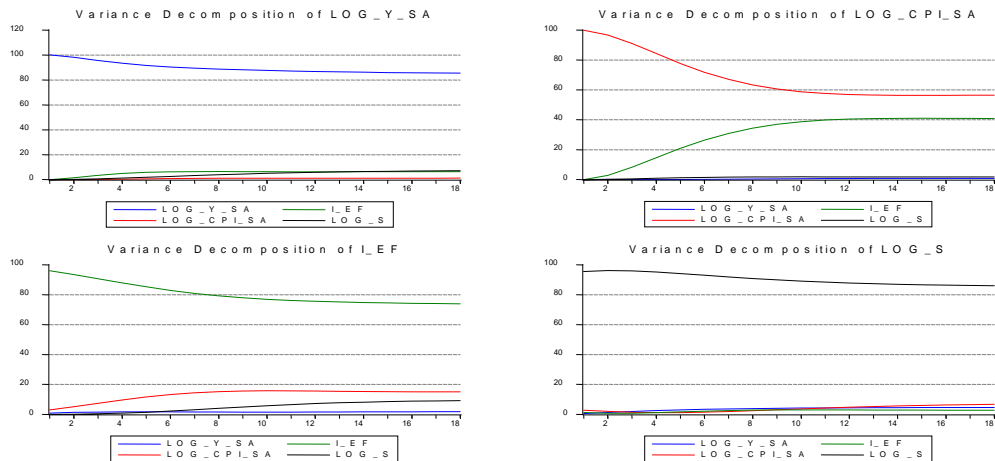 Variance Decomposition of LOG_Y_SA
120
100
80
60
40
20
0
2 4 6 8 10 12 14 16 18
LOG_Y_SA I_EF
LOG_CPI_SA LOG_S
Variance Decomposition of LOG_CPI_SA
100
80
60
40
20
0
2 4 6 8 10 12 14 16 18
LOG_Y_SA I_EF
LOG_CPI_SA LOG_S
Variance Decomposition of I_EF
100
80
60
40
20
0
2 4 6 8 10 12 14 16 18
LOG_Y_SA I_EF
LOG_CPI_SA LOG_S
Variance Decomposition of LOG_S
100
80
60
40
20
0
2 4 6 8 10 12 14 16 18
LOG_Y_SA I_EF
LOG_CPI_SA LOG_S